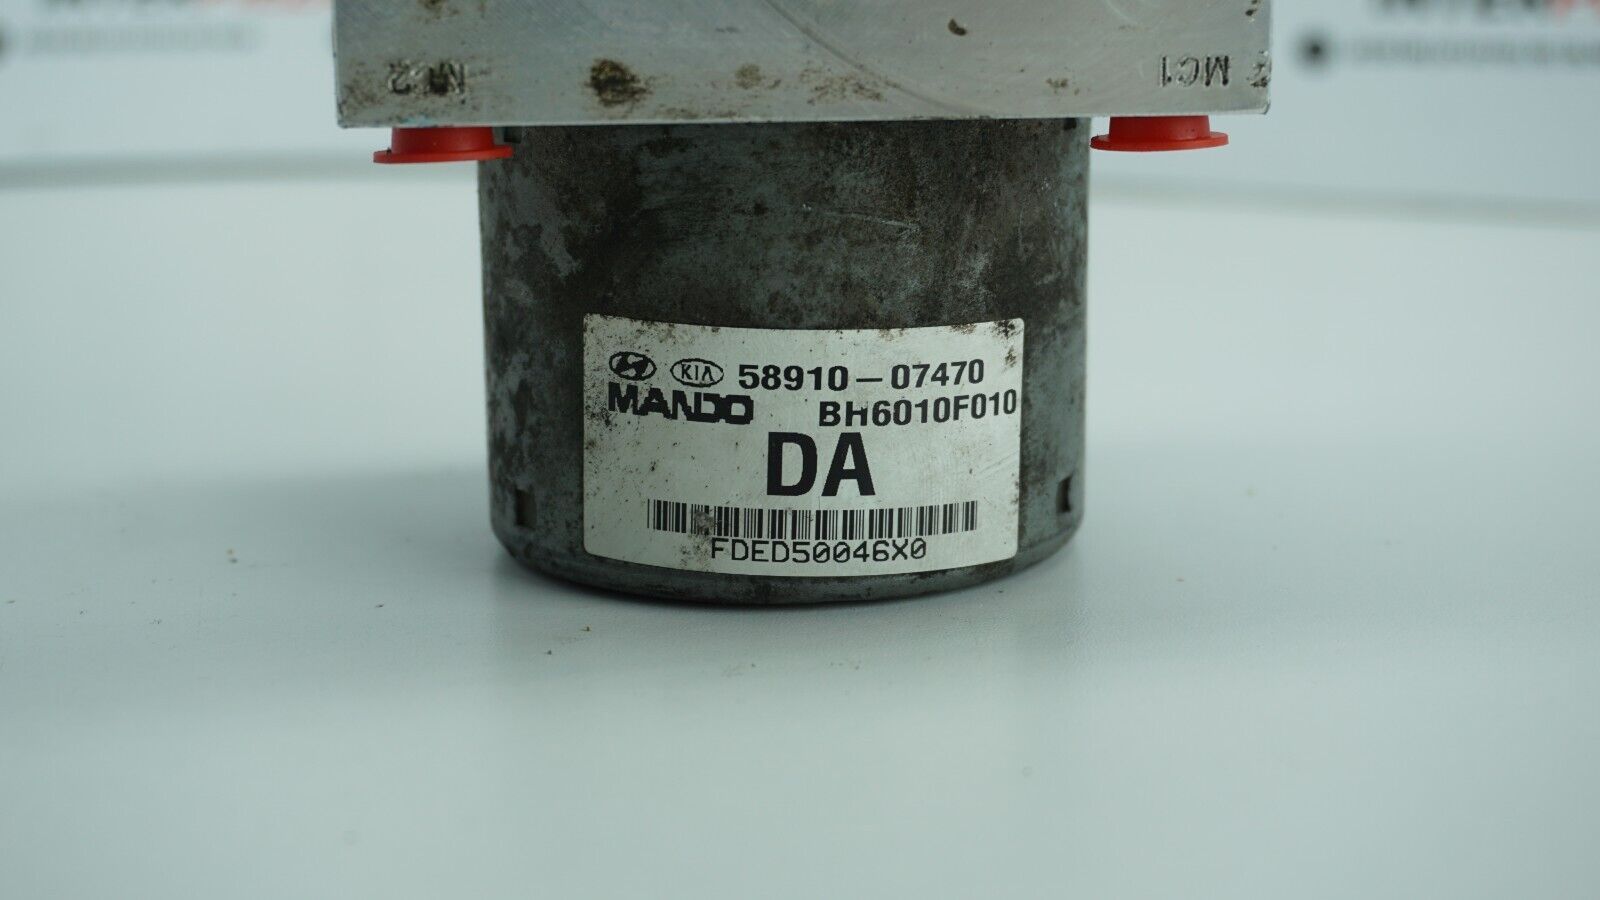 MC2
MC1
KIA 58910-07470
MANDO BH6010F010
DA
FDED50046X0